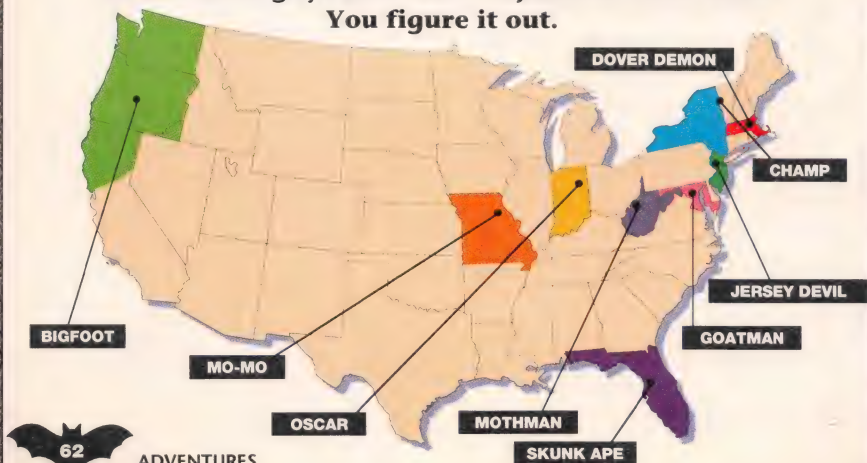 You figure it out.
DOVER DEMON
CHAMP
JERSEY DEVIL
BIGFOOT
GOATMAN
MO-MO
OSCAR
MOTHMAN
SKUNK APE
62
ADVENTURES